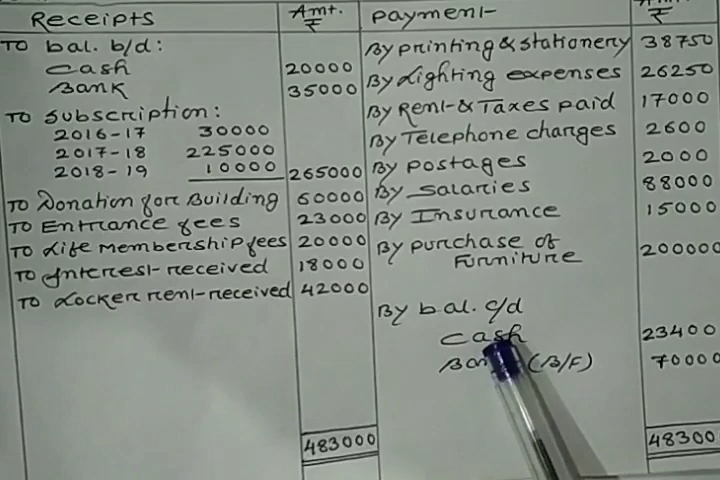 Receipts Amt. ₹ Payment Amt. ₹
To bal. b/d:
Cash 20000
Bank 35000
To Subscription:
2016-17 30000
2017-18 225000
2018-19 10000 265000
To Donation for Building 60000
To Entrance fees 23000
To Life membership fees 20000
To Interest received 18000
To Locker rent received 42000
483000
By printing & stationery 38750
By Lighting expenses 26250
By Rent & Taxes paid 17000
By Telephone changes 2600
By postages 2000
By Salaries 88000
By Insurance 15000
By purchase of
Furniture 200000
By bal. c/d
Cash 23400
(B/F) 70000
48300